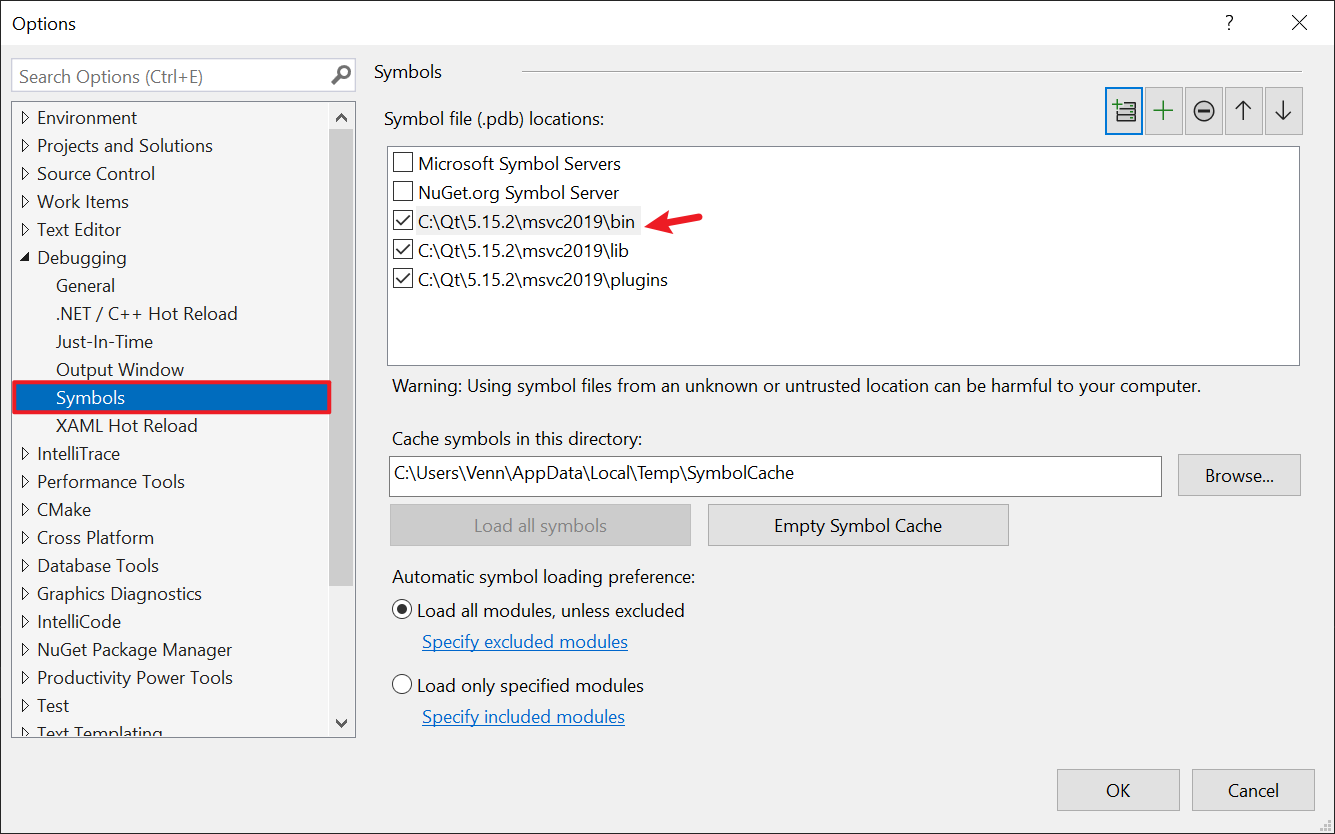 Options
?
Search Options (Ctrl+E)
Environment
Projects and Solutions
Source Control
Work Items
Text Editor
Debugging
General
.NET / C++ Hot Reload
Just-In-Time
Output Window
Symbols
XAML Hot Reload
IntelliTrace
Performance Tools
CMake
Cross Platform
Database Tools
Graphics Diagnostics
IntelliCode
NuGet Package Manager
Productivity Power Tools
Test
Text Templating
Symbols
Symbol file (.pdb) locations:
Microsoft Symbol Servers
NuGet.org Symbol Server
C:\Qt\5.15.2\msvc2019\bin
C:\Qt\5.15.2\msvc2019\lib
C:\Qt\5.15.2\msvc2019\plugins
Warning: Using symbol files from an unknown or untrusted location can be harmful to your computer.
Cache symbols in this directory:
C:\Users\Venn\AppData\Local\Temp\SymbolCache
Browse...
Load all symbols
Empty Symbol Cache
Automatic symbol loading preference:
Load all modules, unless excluded
Specify excluded modules
Load only specified modules
Specify included modules
OK
Cancel